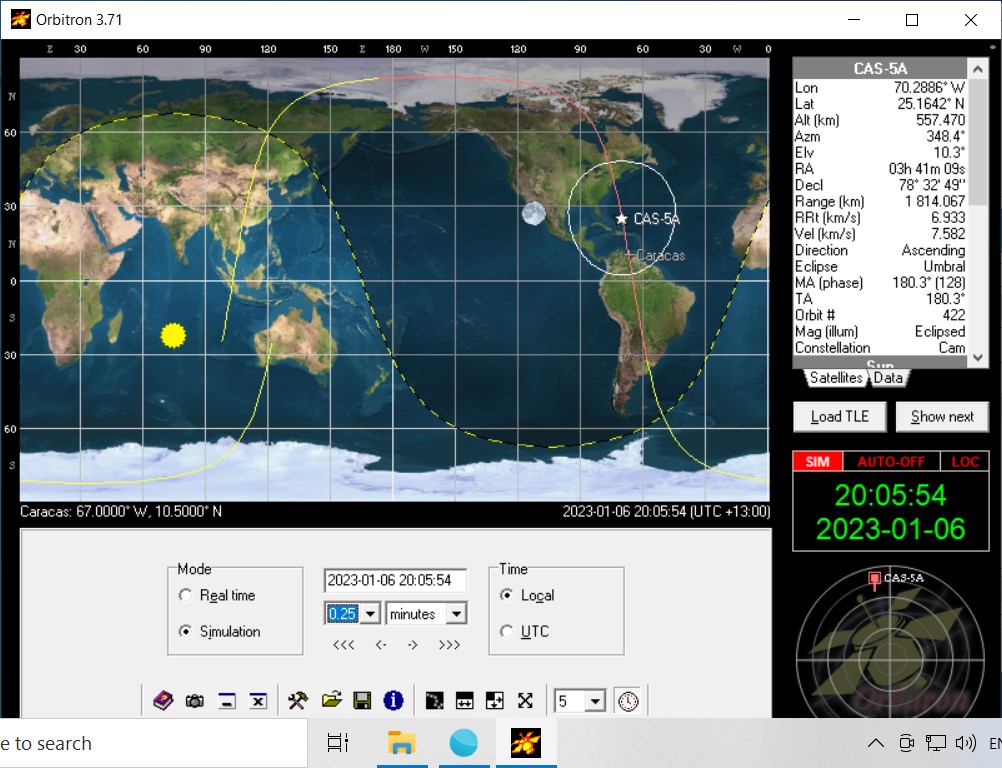 Orbitron 3.71
E 30 60 90 120 150 E 180 W 150 120 90 60 30 W 0
N
60
30
N
0
S
30
60
S
CAS-5A
Caracas
Caracas: 67.0000° W, 10.5000° N
2023-01-06 20:05:54 (UTC +13:00)
CAS-5A
Lon 70.2886° W
Lat 25.1642° N
Alt (km) 557.470
Azm 348.4°
Elv 10.3°
RA 03h 41m 09s
Decl 78° 32' 49''
Range (km) 1 814.067
RRt (km/s) 6.933
Vel (km/s) 7.582
Direction Ascending
Eclipse Umbral
MA (phase) 180.3° (128)
TA 180.3°
Orbit # 422
Mag (illum) Eclipsed
Constellation Cam
Sun
Satellites Data
Load TLE Show next
SIM AUTO-OFF LOC
20:05:54
2023-01-06
CAS-5A
Orbitron
Mode
Real time
Simulation
2023-01-06 20:05:54
0.25 minutes
<<< <- -> >>>
Time
Local
UTC
5
e to search
EN